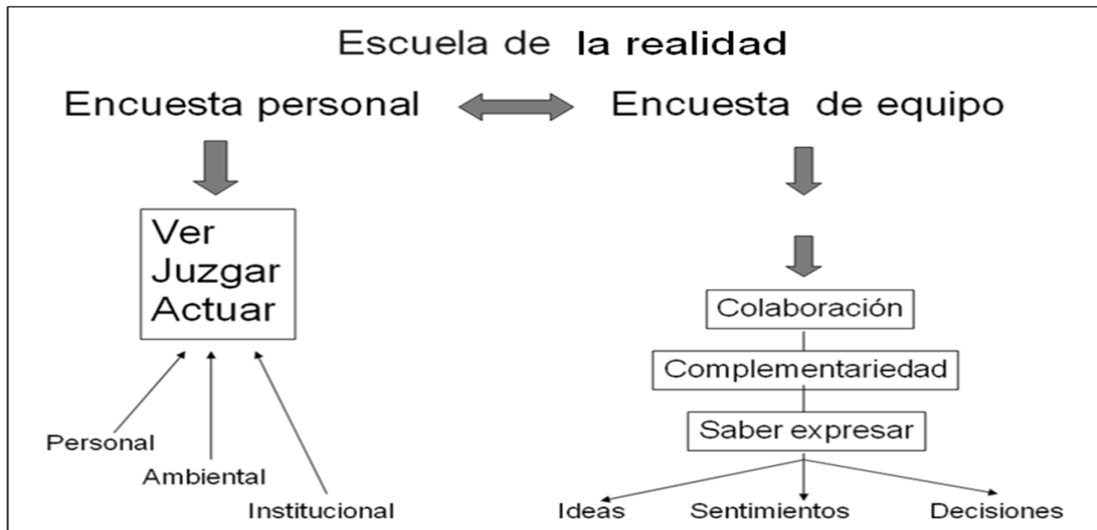 Escuela de la realidad
Encuesta personal
Encuesta de equipo
Ver
Juzgar
Actuar
Personal
Ambiental
Institucional
Colaboración
Complementariedad
Saber expresar
Ideas
Sentimientos
Decisiones